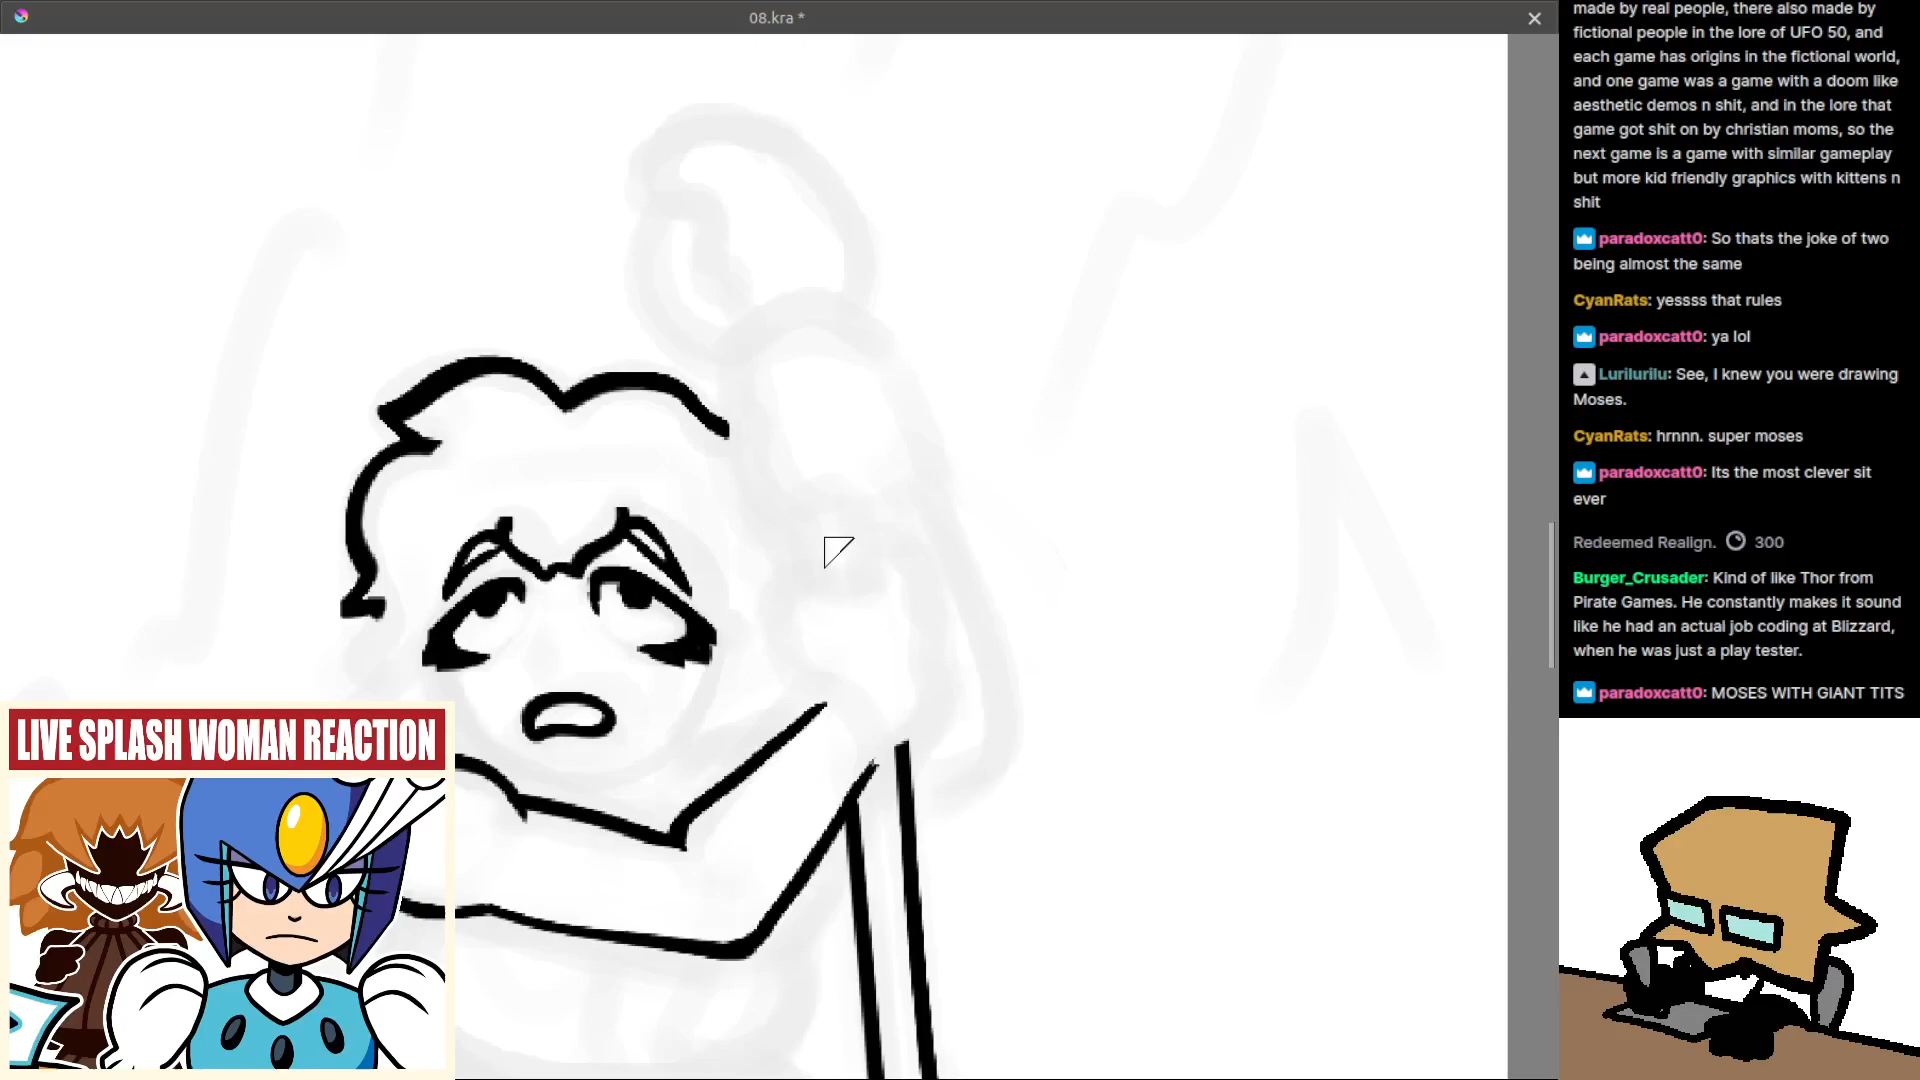 08.kra *
made by real people, there also made by
fictional people in the lore of UFO 50, and
each game has origins in the fictional world,
and one game was a game with a doom like
aesthetic demos n shit, and in the lore that
game got shit on by christian moms, so the
next game is a game with similar gameplay
but more kid friendly graphics with kittens n
shit
paradoxcatt0: So thats the joke of two
being almost the same
CyanRats: yessss that rules
paradoxcatt0: ya lol
Lurilurilu: See, I knew you were drawing
Moses.
CyanRats: hrnnn. super moses
paradoxcatt0: Its the most clever sit
ever
Redeemed Realign. 300
Burger_Crusader: Kind of like Thor from
Pirate Games. He constantly makes it sound
like he had an actual job coding at Blizzard,
when he was just a play tester.
paradoxcatt0: MOSES WITH GIANT TITS
LIVE SPLASH WOMAN REACTION